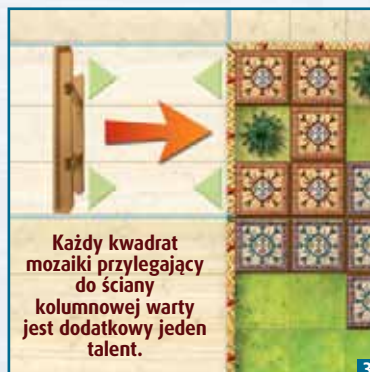 Każdy kwadrat
mozaiki przylegający
do ściany
kolumnowej warty
jest dodatkowy jeden
talent.
3